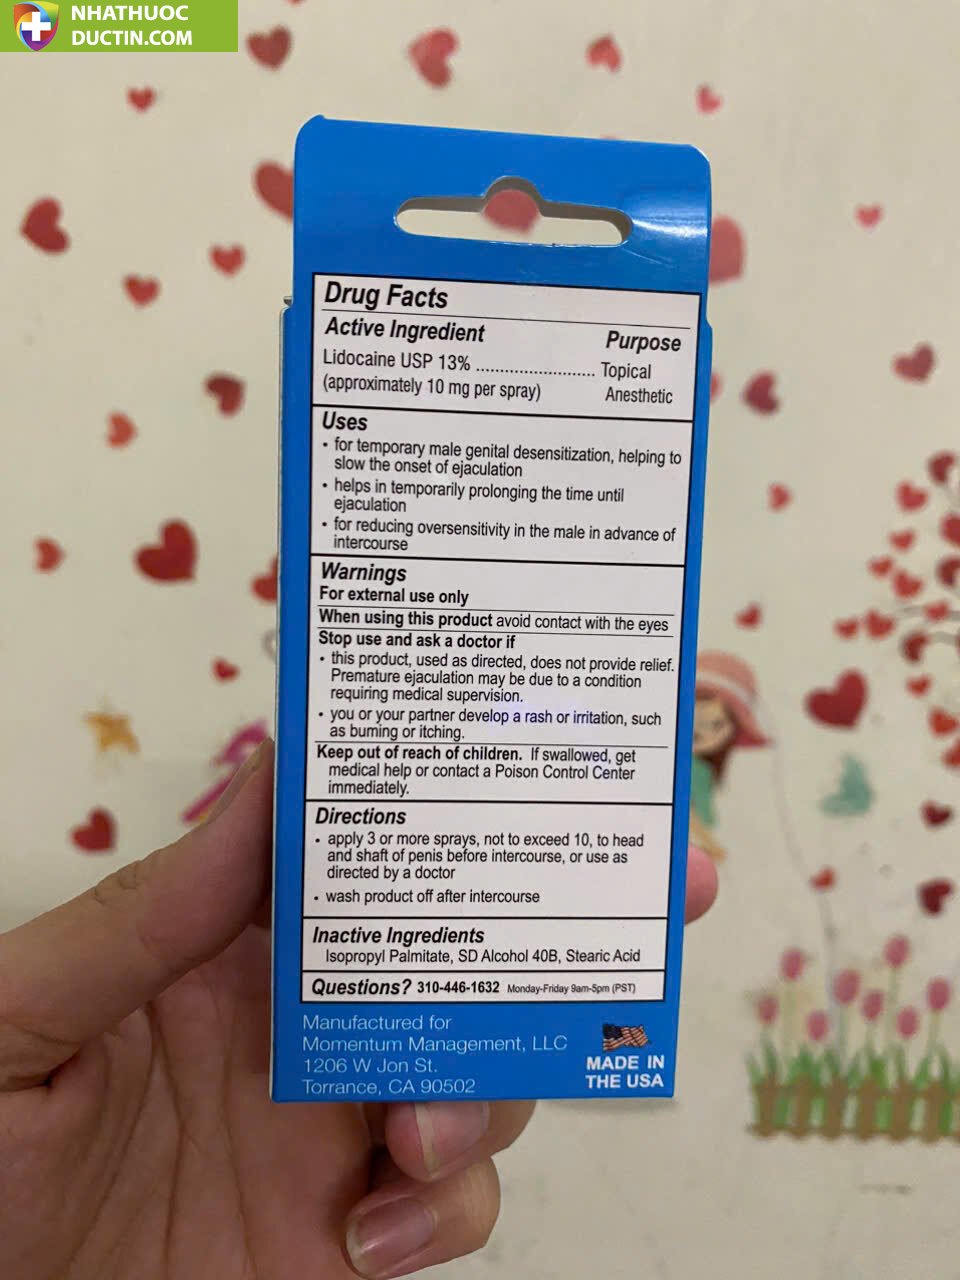 NHATHUOC
DUCTIN.COM
Drug Facts
Active Ingredient Purpose
Lidocaine USP 13% ........................ Topical
(approximately 10 mg per spray) Anesthetic
Uses
• for temporary male genital desensitization, helping to
slow the onset of ejaculation
• helps in temporarily prolonging the time until
ejaculation
• for reducing oversensitivity in the male in advance of
intercourse
Warnings
For external use only
When using this product avoid contact with the eyes
Stop use and ask a doctor if
• this product, used as directed, does not provide relief.
Premature ejaculation may be due to a condition
requiring medical supervision.
• you or your partner develop a rash or irritation, such
as burning or itching.
Keep out of reach of children. If swallowed, get
medical help or contact a Poison Control Center
immediately.
Directions
• apply 3 or more sprays, not to exceed 10, to head
and shaft of penis before intercourse, or use as
directed by a doctor
• wash product off after intercourse
Inactive Ingredients
Isopropyl Palmitate, SD Alcohol 40B, Stearic Acid
Questions? 310-446-1632 Monday-Friday 9am-5pm (PST)
Manufactured for
Momentum Management, LLC
1206 W Jon St.
Torrance, CA 90502
MADE IN
THE USA